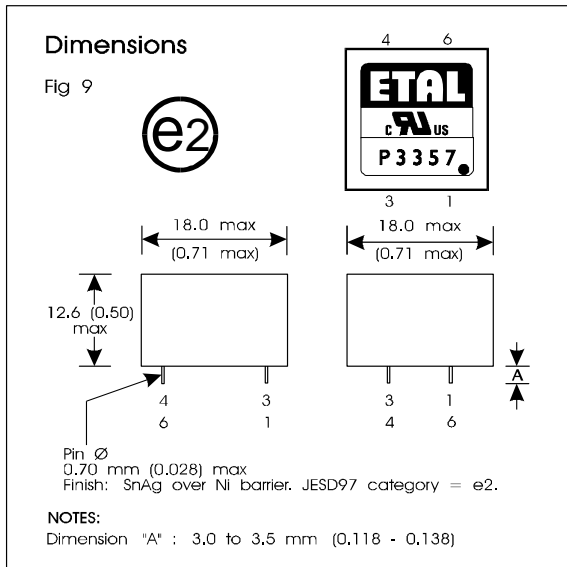 Dimensions
Fig 9
e2
4 6
ETAL
c RU US
P3357
3 1
18.0 max
(0.71 max)
18.0 max
(0.71 max)
12.6 (0.50)
max
A
4 3
6 1
3 1
4 6
Pin Ø
0.70 mm (0.028) max
Finish: SnAg over Ni barrier. JESD97 category = e2.
NOTES:
Dimension "A" : 3.0 to 3.5 mm (0.118 - 0.138)